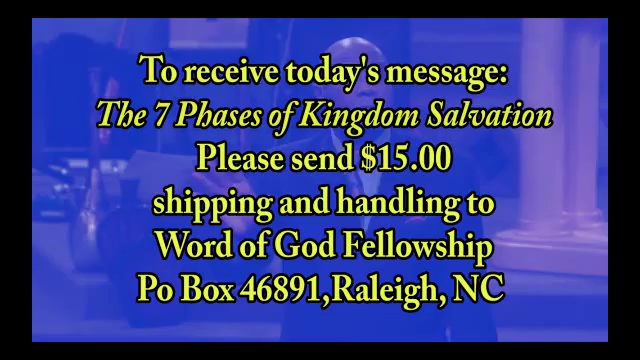 To receive today's message:
The 7 Phases of Kingdom Salvation
Please send $15.00
shipping and handling to
Word of God Fellowship
Po Box 46891,Raleigh, NC